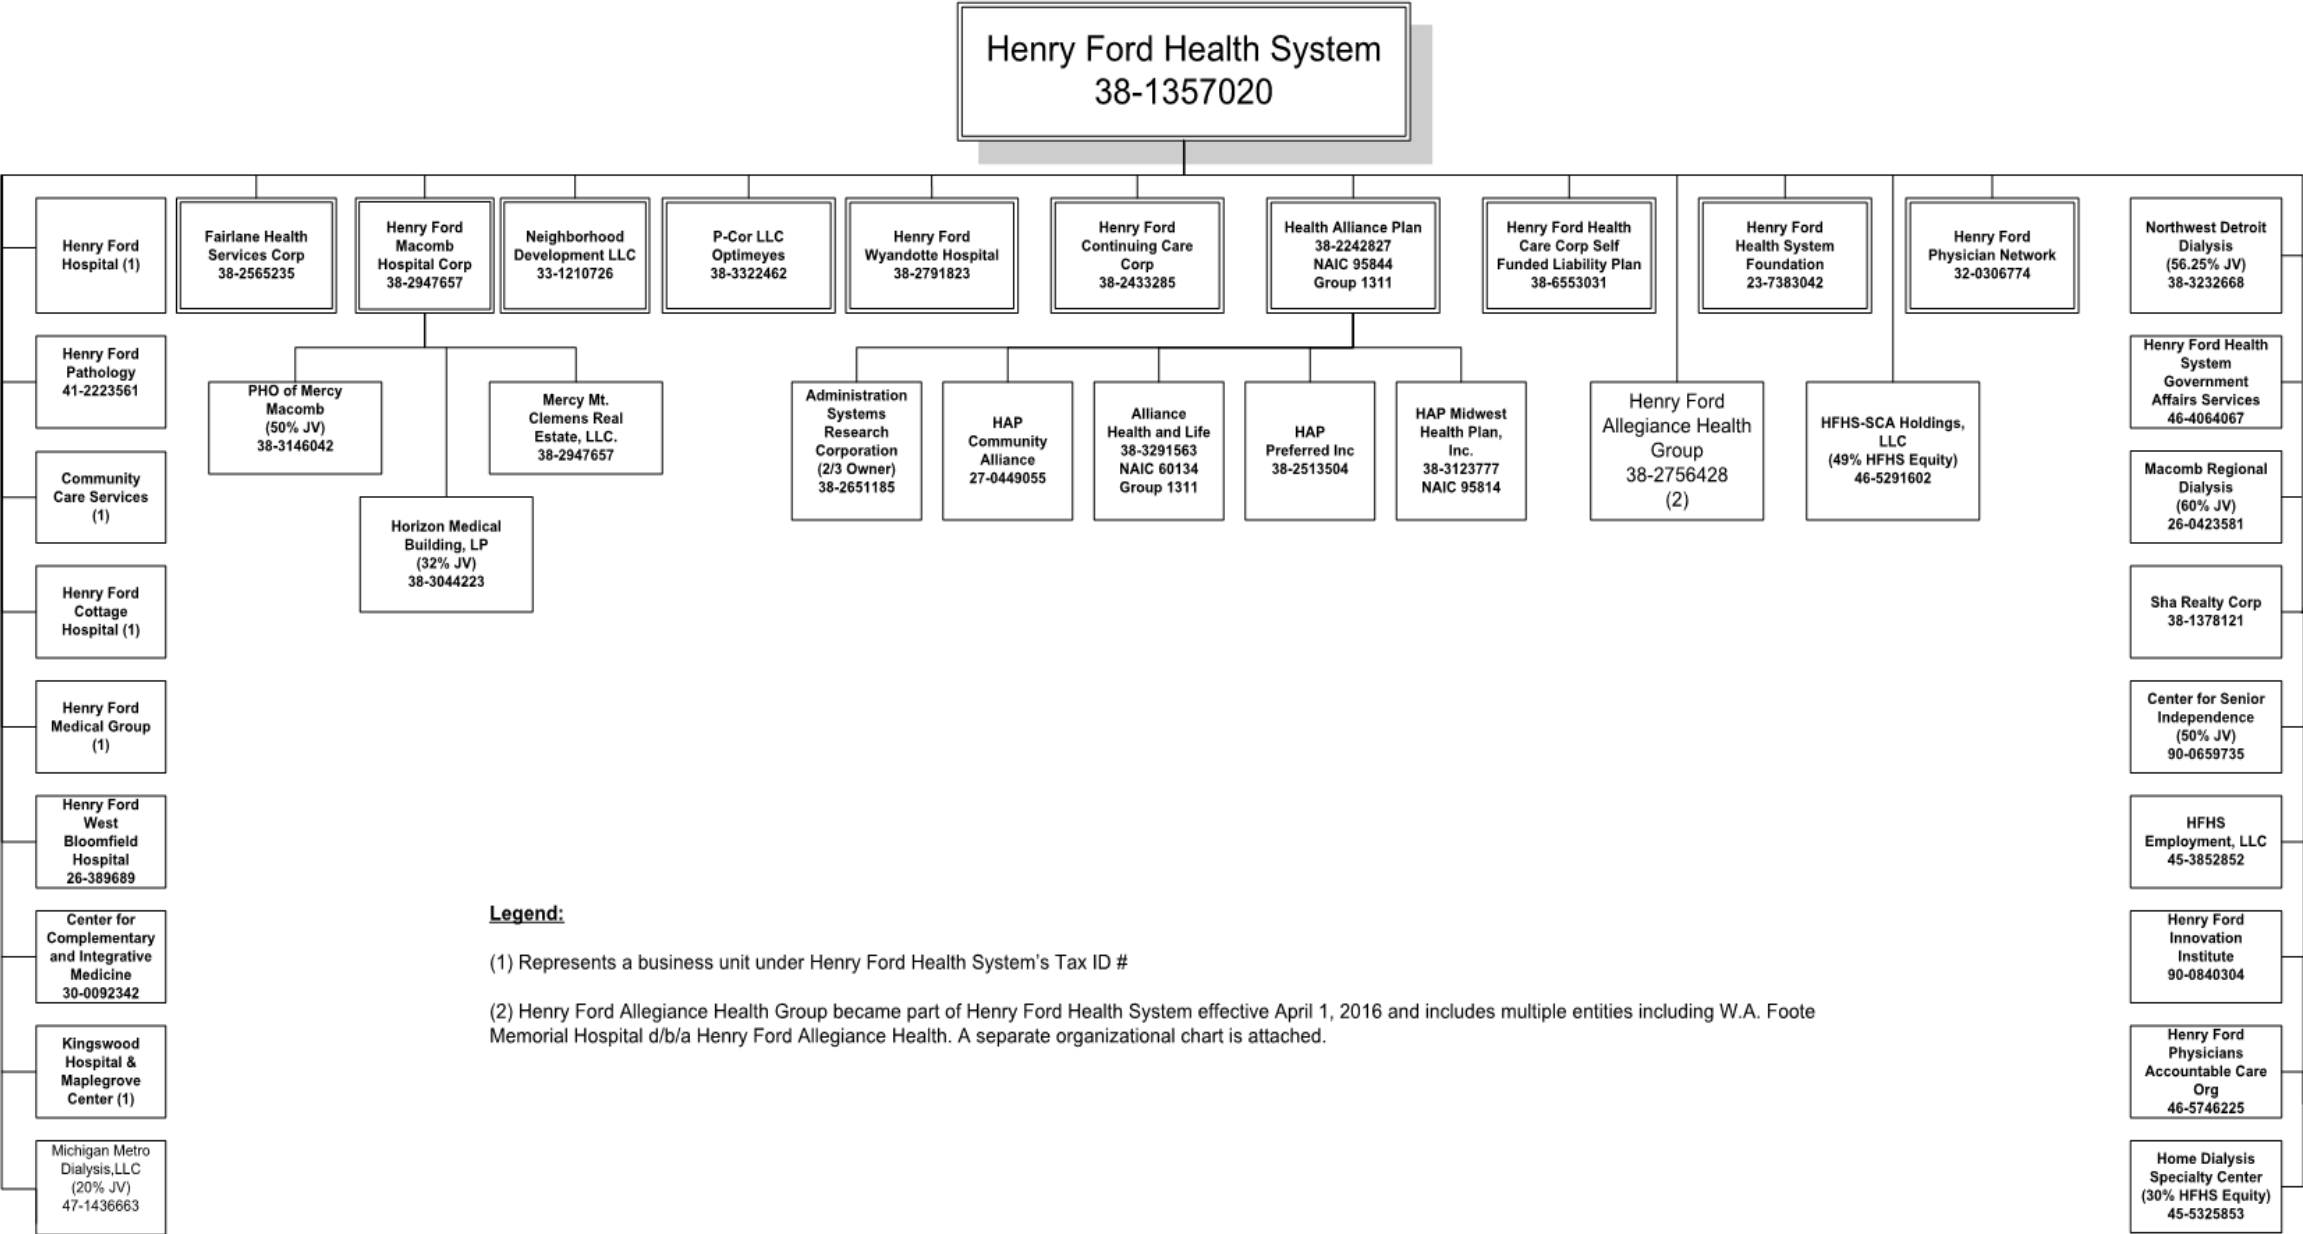 Henry Ford Health System
38-1357020
Henry Ford
Hospital (1)
Fairlane Health
Services Corp
38-2565235
Henry Ford
Macomb
Hospital Corp
38-2947657
Neighborhood
Development LLC
33-1210726
P-Cor LLC
Optimeyes
38-3322462
Henry Ford
Wyandotte Hospital
38-2791823
Henry Ford
Continuing Care
Corp
38-2433285
Health Alliance Plan
38-2242827
NAIC 95844
Group 1311
Henry Ford Health
Care Corp Self
Funded Liability Plan
38-6553031
Henry Ford
Health System
Foundation
23-7383042
Henry Ford
Physician Network
32-0306774
Northwest Detroit
Dialysis
(56.25% JV)
38-3232668
Henry Ford
Pathology
41-2223561
PHO of Mercy
Macomb
(50% JV)
38-3146042
Mercy Mt.
Clemens Real
Estate, LLC.
38-2947657
Horizon Medical
Building, LP
(32% JV)
38-3044223
Administration
Systems
Research
Corporation
(2/3 Owner)
38-2651185
HAP
Community
Alliance
27-0449055
Alliance
Health and Life
38-3291563
NAIC 60134
Group 1311
HAP
Preferred Inc
38-2513504
HAP Midwest
Health Plan,
Inc.
38-3123777
NAIC 95814
Henry Ford
Allegiance Health
Group
38-2756428
(2)
HFHS-SCA Holdings,
LLC
(49% HFHS Equity)
46-5291602
Henry Ford Health
System
Government
Affairs Services
46-4064067
Community
Care Services
(1)
Macomb Regional
Dialysis
(60% JV)
26-0423581
Henry Ford
Cottage
Hospital (1)
Sha Realty Corp
38-1378121
Henry Ford
Medical Group
(1)
Center for Senior
Independence
(50% JV)
90-0659735
Henry Ford
West
Bloomfield
Hospital
26-389689
HFHS
Employment, LLC
45-3852852
Center for
Complementary
and Integrative
Medicine
30-0092342
Henry Ford
Innovation
Institute
90-0840304
Kingswood
Hospital &
Maplegrove
Center (1)
Henry Ford
Physicians
Accountable Care
Org
46-5746225
Michigan Metro
Dialysis,LLC
(20% JV)
47-1436663
Home Dialysis
Specialty Center
(30% HFHS Equity)
45-5325853
Legend:
(1) Represents a business unit under Henry Ford Health System’s Tax ID #
(2) Henry Ford Allegiance Health Group became part of Henry Ford Health System effective April 1, 2016 and includes multiple entities including W.A. Foote
Memorial Hospital d/b/a Henry Ford Allegiance Health. A separate organizational chart is attached.